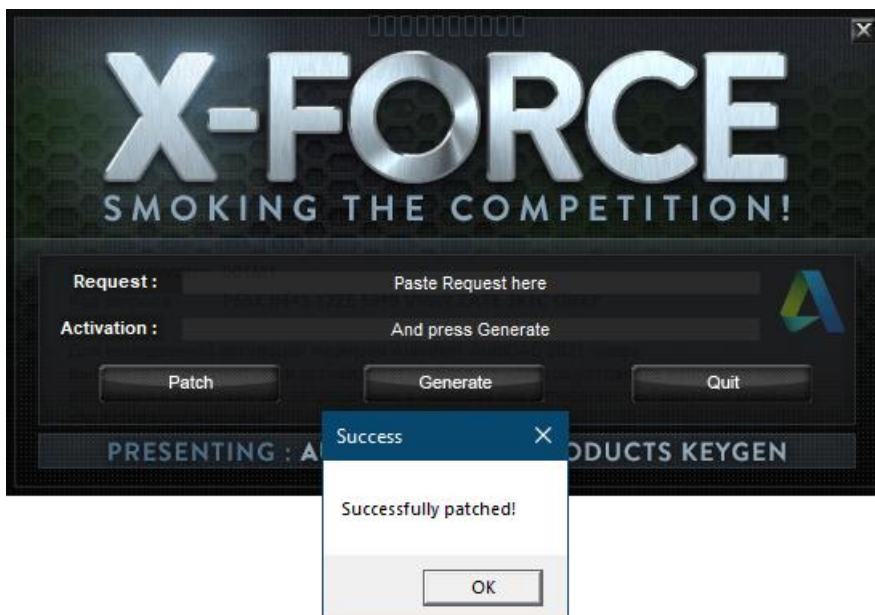 X-FORCE
SMOKING THE COMPETITION!
Request :
Paste Request here
Activation :
And press Generate
Patch
Generate
Quit
PRESENTING : A
ODUCTS KEYGEN
Success
Successfully patched!
OK